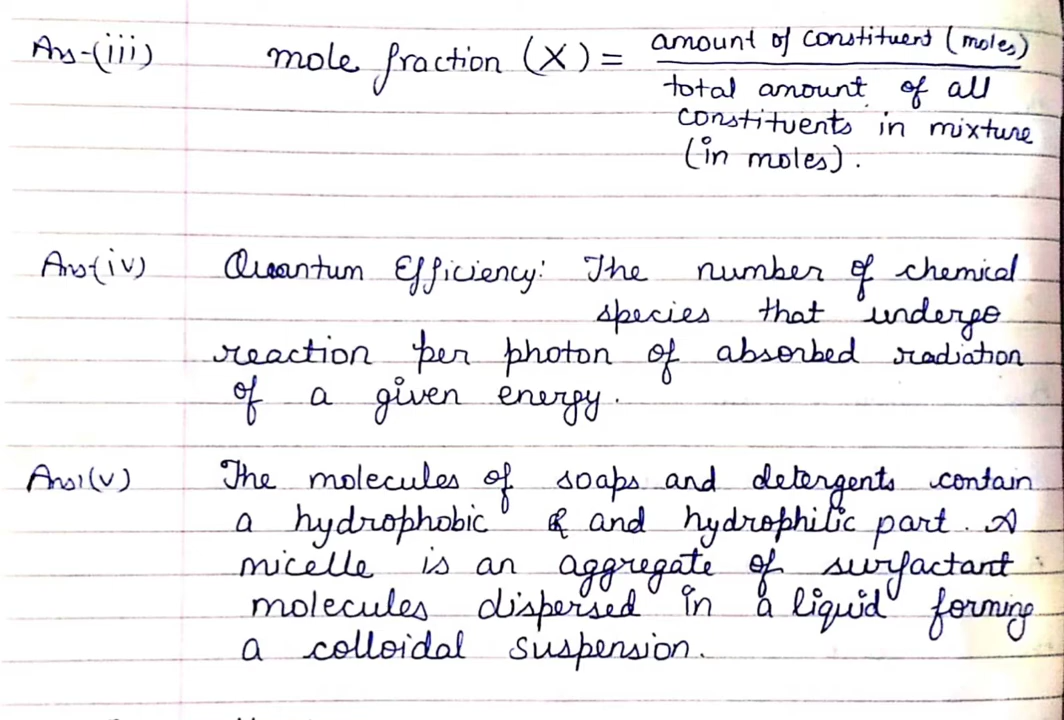 Ans-(iii) mole fraction (X) = amount of constituent (moles)
total amount of all
constituents in mixture
(in moles).
Ans(iv) Quantum Efficiency: The number of chemical
species that undergo
reaction per photon of absorbed radiation
of a given energy.
Ans1(v) The molecules of soaps and detergents contain
a hydrophobic and hydrophilic part. A
micelle is an aggregate of surfactant
molecules dispersed in a liquid forming
a colloidal suspension.